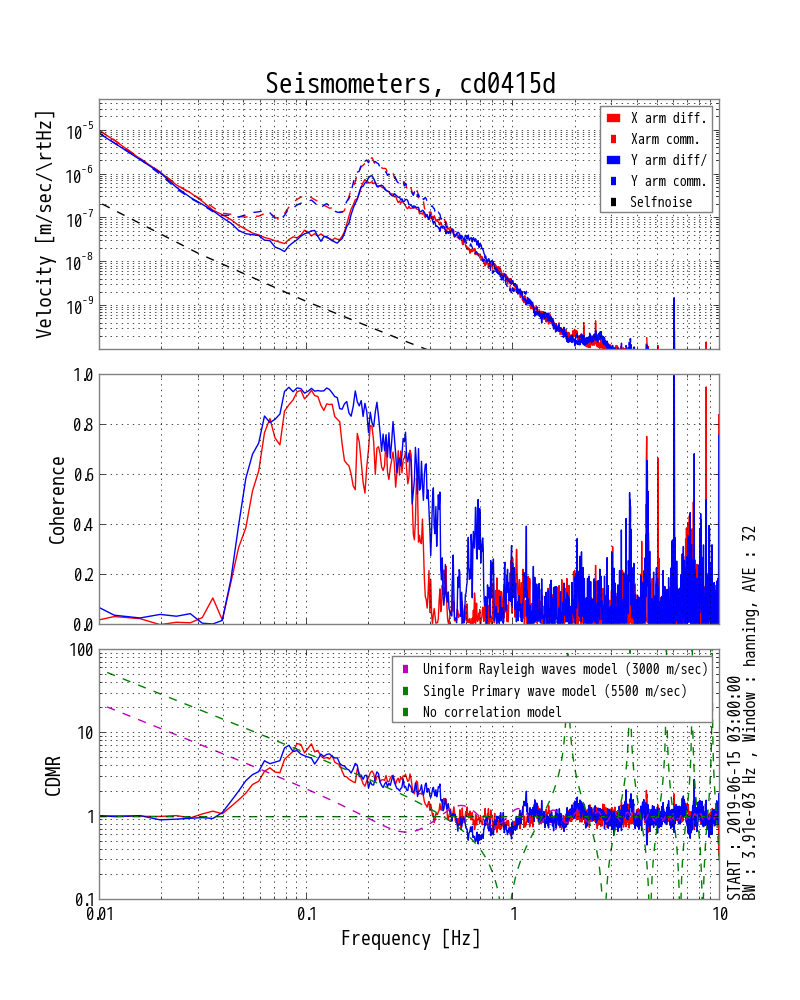 Seismometers, cd0415d
Velocity [m/sec/\rtHz]
10^-5
10^-6
10^-7
10^-8
10^-9
X arm diff.
Xarm comm.
Y arm diff/
Y arm comm.
Selfnoise
Coherence
1.0
0.8
0.6
0.4
0.2
0.0
CDMR
100
10
1
0.1
Uniform Rayleigh waves model (3000 m/sec)
Single Primary wave model (5500 m/sec)
No correlation model
0.01
0.1
1
10
Frequency [Hz]
START : 2019-06-15 03:00:00
BW : 3.91e-03 Hz , Window : hanning, AVE : 32